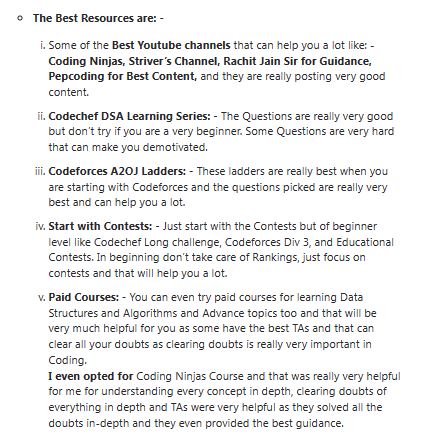 The Best Resources are: -
i. Some of the Best Youtube channels that can help you a lot like: -
Coding Ninjas, Striver's Channel, Rachit Jain Sir for Guidance,
Pepcoding for Best Content, and they are really posting very good
content.
ii. Codechef DSA Learning Series: - The Questions are really very good
but don't try if you are a very beginner. Some Questions are very hard
that can make you demotivated.
iii. Codeforces A2OJ Ladders: - These ladders are really best when you
are starting with Codeforces and the questions picked are really very
best and can help you a lot.
iv. Start with Contests: - Just start with the Contests but of beginner
level like Codechef Long challenge, Codeforces Div 3, and Educational
Contests. In beginning don't take care of Rankings, just focus on
contests and that will help you a lot.
v. Paid Courses: - You can even try paid courses for learning Data
Structures and Algorithms and Advance topics too and that will be
very much helpful for you as some have the best TAs and that can
clear all your doubts as clearing doubts is really very important in
Coding.
I even opted for Coding Ninjas Course and that was really very helpful
for me for understanding every concept in depth, clearing doubts of
everything in depth and TAs were very helpful as they solved all the
doubts in-depth and they even provided the best guidance.